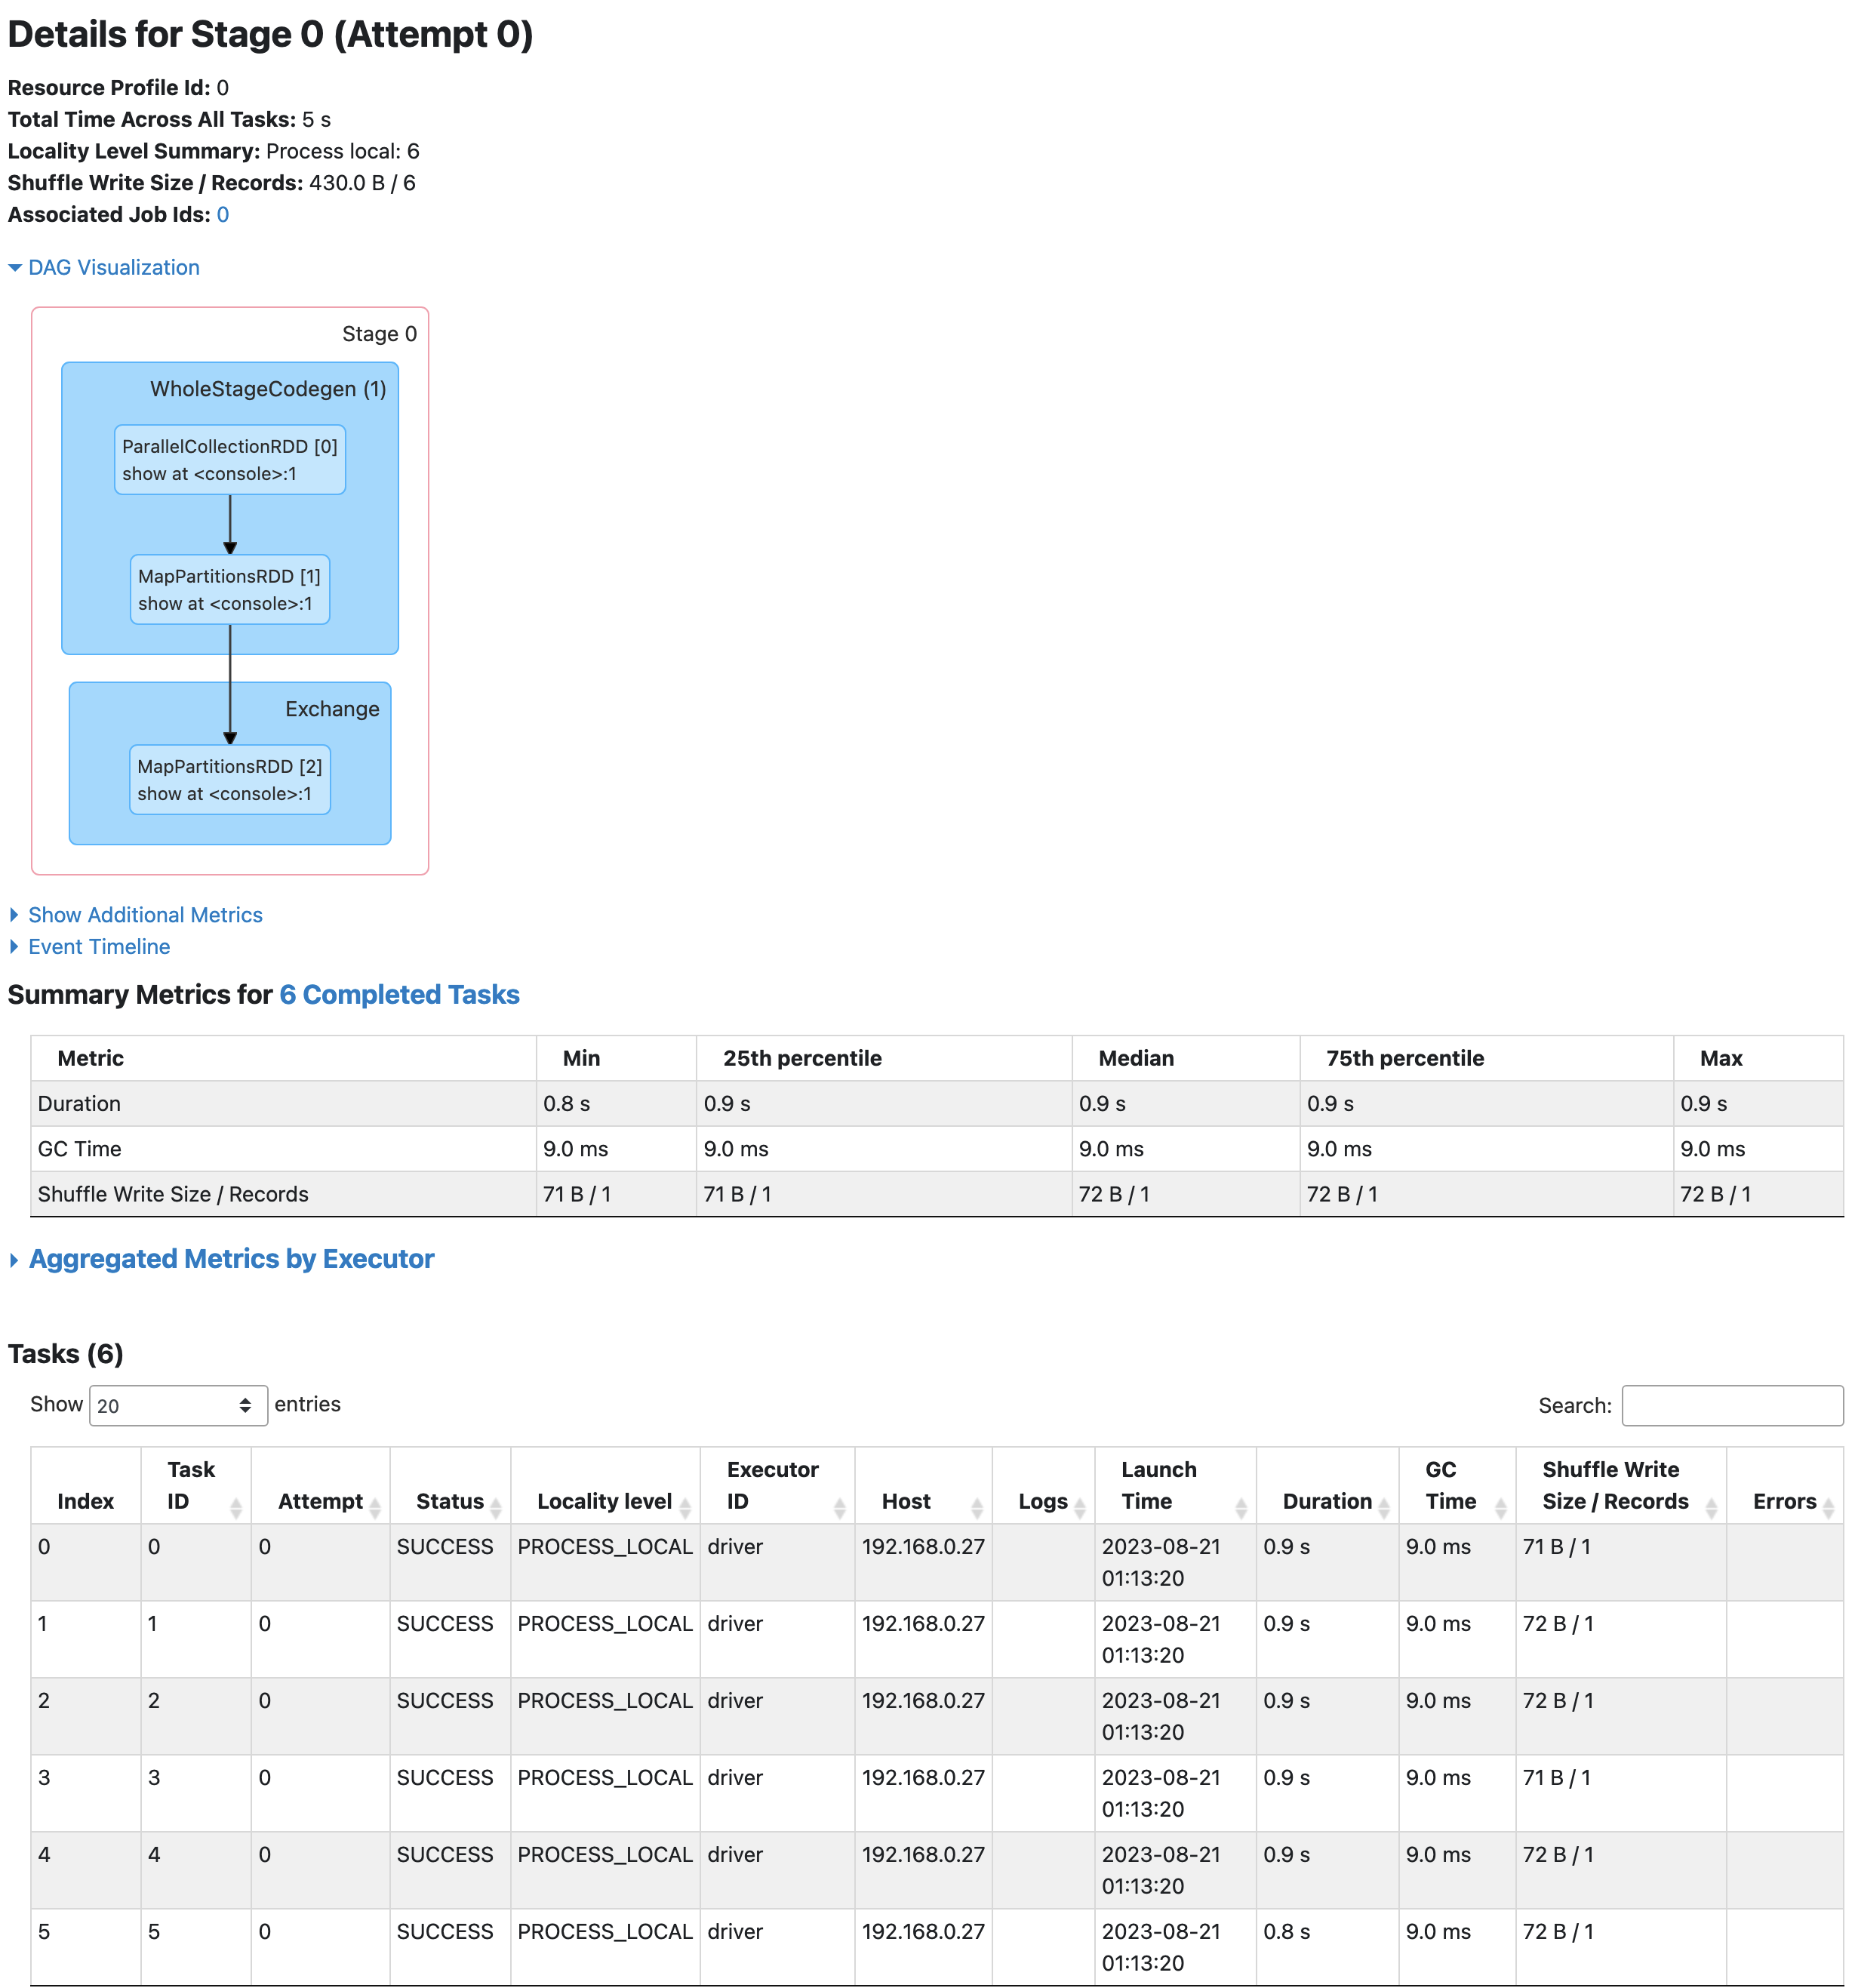 Details for Stage 0 (Attempt 0)
Resource Profile Id: 0
Total Time Across All Tasks: 5 s
Locality Level Summary: Process local: 6
Shuffle Write Size / Records: 430.0 B / 6
Associated Job Ids: 0
DAG Visualization
Stage 0
WholeStageCodegen (1)
ParallelCollectionRDD [0]
show at <console>:1
MapPartitionsRDD [1]
show at <console>:1
Exchange
MapPartitionsRDD [2]
show at <console>:1
Show Additional Metrics
Event Timeline
Summary Metrics for 6 Completed Tasks
Metric Min 25th percentile Median 75th percentile Max
Duration 0.8 s 0.9 s 0.9 s 0.9 s 0.9 s
GC Time 9.0 ms 9.0 ms 9.0 ms 9.0 ms 9.0 ms
Shuffle Write Size / Records 71 B / 1 71 B / 1 72 B / 1 72 B / 1 72 B / 1
Aggregated Metrics by Executor
Tasks (6)
Show 20 entries Search:
Task Executor Launch GC Shuffle Write
Index ID Attempt Status Locality level ID Host Logs Time Duration Time Size / Records Errors
0 0 0 SUCCESS PROCESS_LOCAL driver 192.168.0.27 2023-08-21 0.9 s 9.0 ms 71 B / 1
01:13:20
1 1 0 SUCCESS PROCESS_LOCAL driver 192.168.0.27 2023-08-21 0.9 s 9.0 ms 72 B / 1
01:13:20
2 2 0 SUCCESS PROCESS_LOCAL driver 192.168.0.27 2023-08-21 0.9 s 9.0 ms 72 B / 1
01:13:20
3 3 0 SUCCESS PROCESS_LOCAL driver 192.168.0.27 2023-08-21 0.9 s 9.0 ms 71 B / 1
01:13:20
4 4 0 SUCCESS PROCESS_LOCAL driver 192.168.0.27 2023-08-21 0.9 s 9.0 ms 72 B / 1
01:13:20
5 5 0 SUCCESS PROCESS_LOCAL driver 192.168.0.27 2023-08-21 0.8 s 9.0 ms 72 B / 1
01:13:20